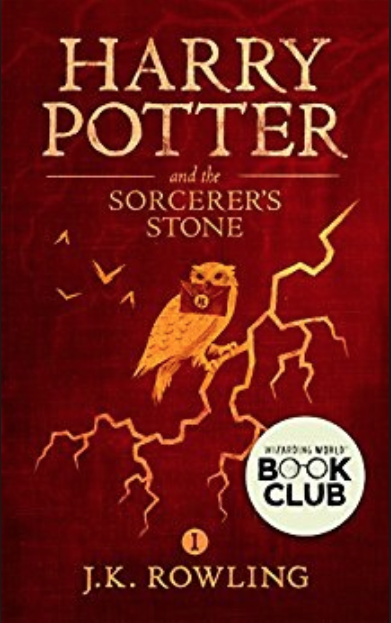 HARRY
POTTER
and the
SORCERER'S
STONE
WIZARDING WORLD
BOOK
CLUB
1
J.K. ROWLING